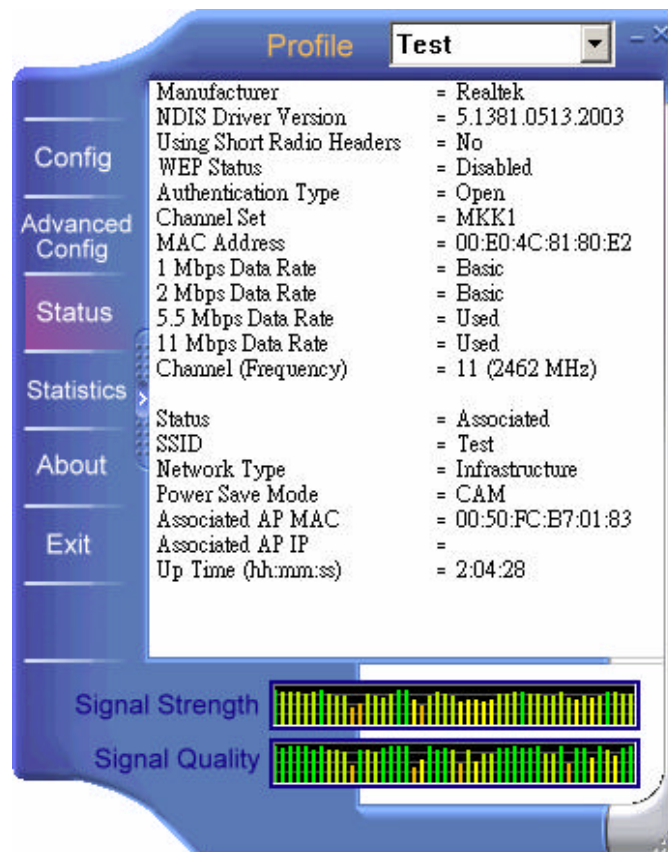 Profile
Test
Config
Advanced
Config
Status
Statistics
About
Exit
Manufacturer = Realtek
NDIS Driver Version = 5.1381.0513.2003
Using Short Radio Headers = No
WEP Status = Disabled
Authentication Type = Open
Channel Set = MKK1
MAC Address = 00:E0:4C:81:80:E2
1 Mbps Data Rate = Basic
2 Mbps Data Rate = Basic
5.5 Mbps Data Rate = Used
11 Mbps Data Rate = Used
Channel (Frequency) = 11 (2462 MHz)
Status = Associated
SSID = Test
Network Type = Infrastructure
Power Save Mode = CAM
Associated AP MAC = 00:50:FC:B7:01:83
Associated AP IP =
Up Time (hh:mm:ss) = 2:04:28
Signal Strength
Signal Quality